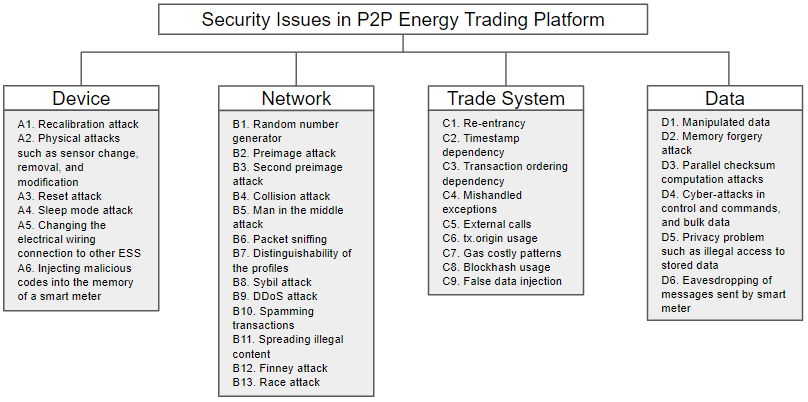 Security Issues in P2P Energy Trading Platform
Device
A1. Recalibration attack
A2. Physical attacks
such as sensor change,
removal, and
modification
A3. Reset attack
A4. Sleep mode attack
A5. Changing the
electrical wiring
connection to other ESS
A6. Injecting malicious
codes into the memory
of a smart meter
Network
B1. Random number
generator
B2. Preimage attack
B3. Second preimage
attack
B4. Collision attack
B5. Man in the middle
attack
B6. Packet sniffing
B7. Distinguishability of
the profiles
B8. Sybil attack
B9. DDoS attack
B10. Spamming
transactions
B11. Spreading illegal
content
B12. Finney attack
B13. Race attack
Trade System
C1. Re-entrancy
C2. Timestamp
dependency
C3. Transaction ordering
dependency
C4. Mishandled
exceptions
C5. External calls
C6. tx.origin usage
C7. Gas costly patterns
C8. Blockhash usage
C9. False data injection
Data
D1. Manipulated data
D2. Memory forgery
attack
D3. Parallel checksum
computation attacks
D4. Cyber-attacks in
control and commands,
and bulk data
D5. Privacy problem
such as illegal access to
stored data
D6. Eavesdropping of
messages sent by smart
meter